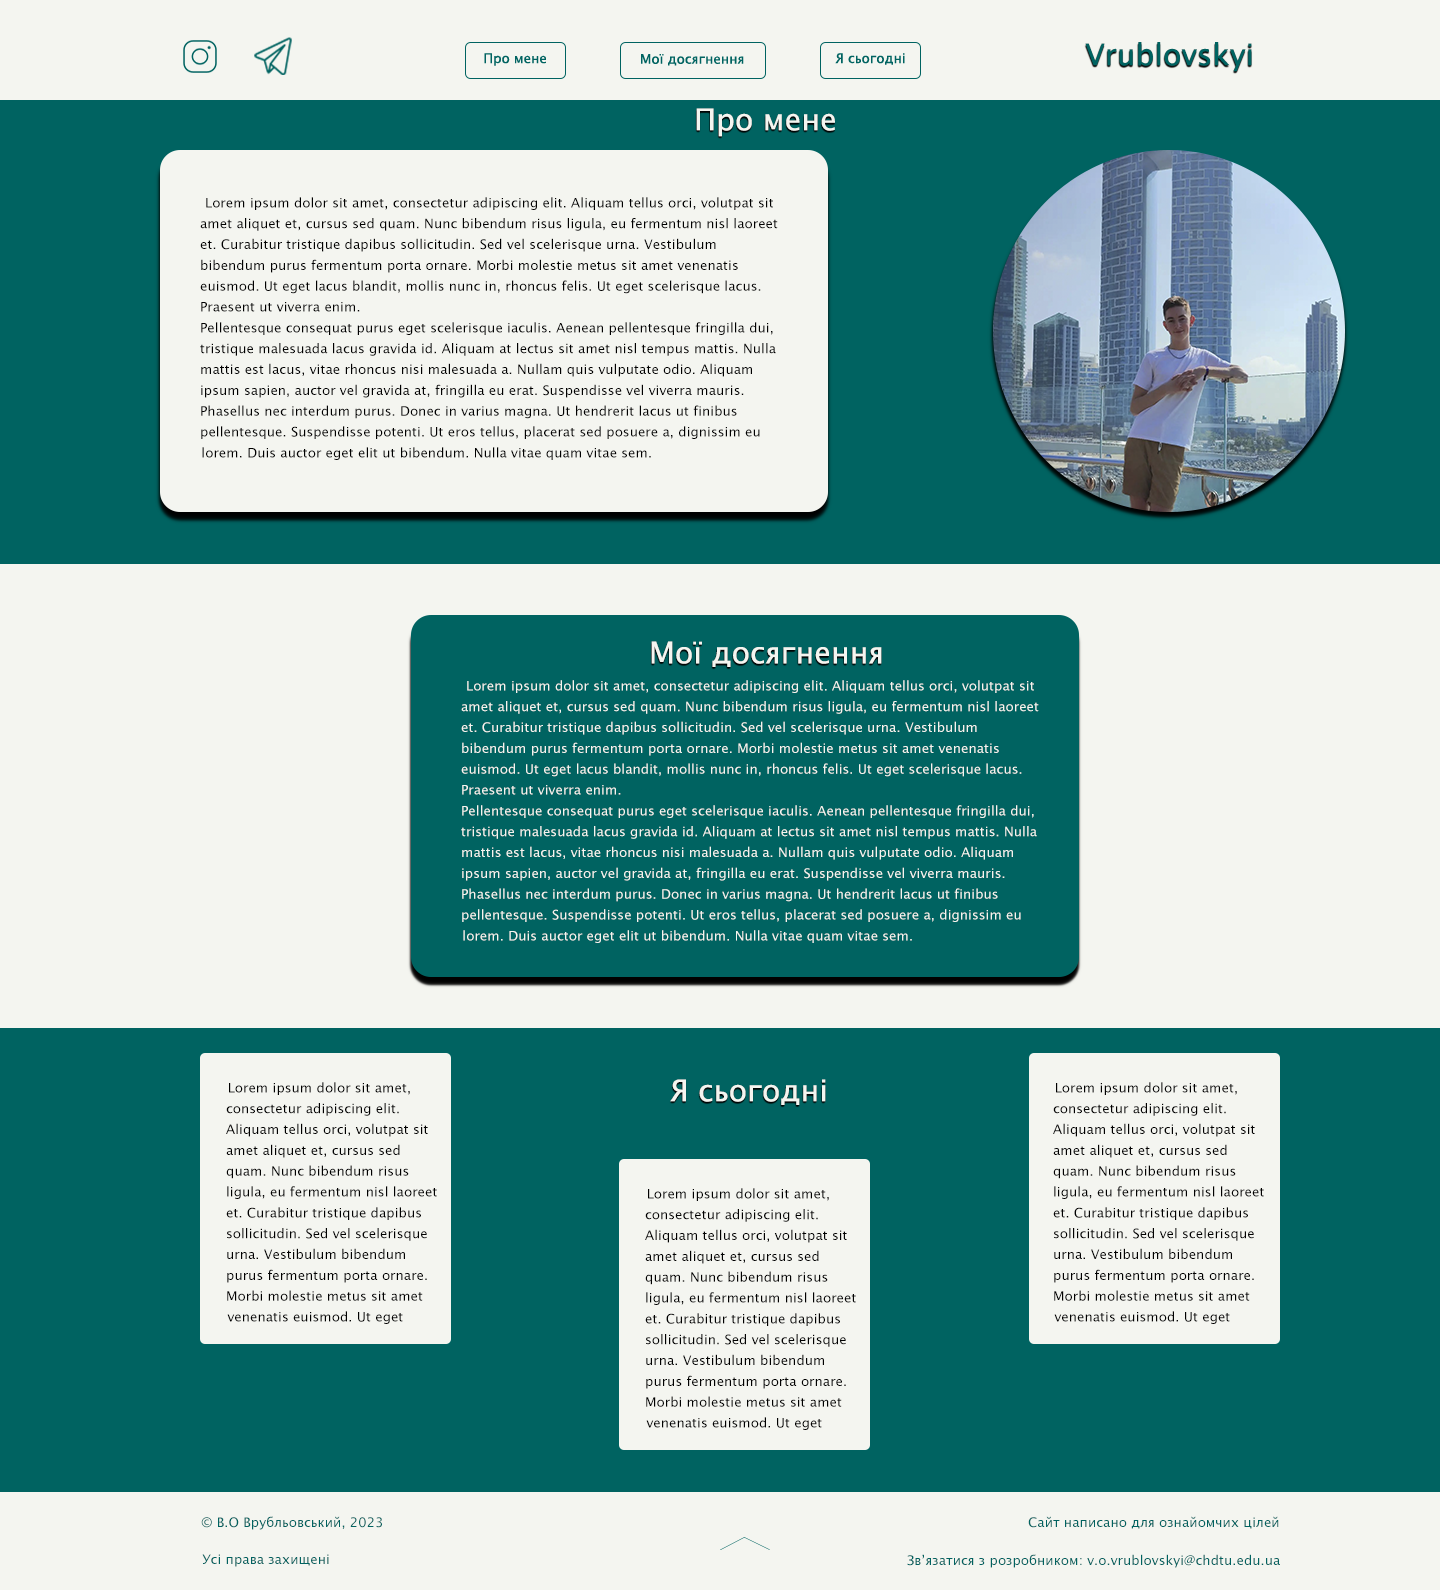 Про мене
Мої досягнення
Я сьогодні
Vrublovskyi
Про мене
Lorem ipsum dolor sit amet, consectetur adipiscing elit. Aliquam tellus orci, volutpat sit
amet aliquet et, cursus sed quam. Nunc bibendum risus ligula, eu fermentum nisl laoreet
et. Curabitur tristique dapibus sollicitudin. Sed vel scelerisque urna. Vestibulum
bibendum purus fermentum porta ornare. Morbi molestie metus sit amet venenatis
euismod. Ut eget lacus blandit, mollis nunc in, rhoncus felis. Ut eget scelerisque lacus.
Praesent ut viverra enim.
Pellentesque consequat purus eget scelerisque iaculis. Aenean pellentesque fringilla dui,
tristique malesuada lacus gravida id. Aliquam at lectus sit amet nisl tempus mattis. Nulla
mattis est lacus, vitae rhoncus nisi malesuada a. Nullam quis vulputate odio. Aliquam
ipsum sapien, auctor vel gravida at, fringilla eu erat. Suspendisse vel viverra mauris.
Phasellus nec interdum purus. Donec in varius magna. Ut hendrerit lacus ut finibus
pellentesque. Suspendisse potenti. Ut eros tellus, placerat sed posuere a, dignissim eu
lorem. Duis auctor eget elit ut bibendum. Nulla vitae quam vitae sem.
Мої досягнення
Lorem ipsum dolor sit amet, consectetur adipiscing elit. Aliquam tellus orci, volutpat sit
amet aliquet et, cursus sed quam. Nunc bibendum risus ligula, eu fermentum nisl laoreet
et. Curabitur tristique dapibus sollicitudin. Sed vel scelerisque urna. Vestibulum
bibendum purus fermentum porta ornare. Morbi molestie metus sit amet venenatis
euismod. Ut eget lacus blandit, mollis nunc in, rhoncus felis. Ut eget scelerisque lacus.
Praesent ut viverra enim.
Pellentesque consequat purus eget scelerisque iaculis. Aenean pellentesque fringilla dui,
tristique malesuada lacus gravida id. Aliquam at lectus sit amet nisl tempus mattis. Nulla
mattis est lacus, vitae rhoncus nisi malesuada a. Nullam quis vulputate odio. Aliquam
ipsum sapien, auctor vel gravida at, fringilla eu erat. Suspendisse vel viverra mauris.
Phasellus nec interdum purus. Donec in varius magna. Ut hendrerit lacus ut finibus
pellentesque. Suspendisse potenti. Ut eros tellus, placerat sed posuere a, dignissim eu
lorem. Duis auctor eget elit ut bibendum. Nulla vitae quam vitae sem.
Я сьогодні
Lorem ipsum dolor sit amet,
consectetur adipiscing elit.
Aliquam tellus orci, volutpat sit
amet aliquet et, cursus sed
quam. Nunc bibendum risus
ligula, eu fermentum nisl laoreet
et. Curabitur tristique dapibus
sollicitudin. Sed vel scelerisque
urna. Vestibulum bibendum
purus fermentum porta ornare.
Morbi molestie metus sit amet
venenatis euismod. Ut eget
Lorem ipsum dolor sit amet,
consectetur adipiscing elit.
Aliquam tellus orci, volutpat sit
amet aliquet et, cursus sed
quam. Nunc bibendum risus
ligula, eu fermentum nisl laoreet
et. Curabitur tristique dapibus
sollicitudin. Sed vel scelerisque
urna. Vestibulum bibendum
purus fermentum porta ornare.
Morbi molestie metus sit amet
venenatis euismod. Ut eget
Lorem ipsum dolor sit amet,
consectetur adipiscing elit.
Aliquam tellus orci, volutpat sit
amet aliquet et, cursus sed
quam. Nunc bibendum risus
ligula, eu fermentum nisl laoreet
et. Curabitur tristique dapibus
sollicitudin. Sed vel scelerisque
urna. Vestibulum bibendum
purus fermentum porta ornare.
Morbi molestie metus sit amet
venenatis euismod. Ut eget
© В.О Врубльовський, 2023
Усі права захищені
Сайт написано для ознайомчих цілей
Зв'язатися з розробником: v.o.vrublovskyi@chdtu.edu.ua